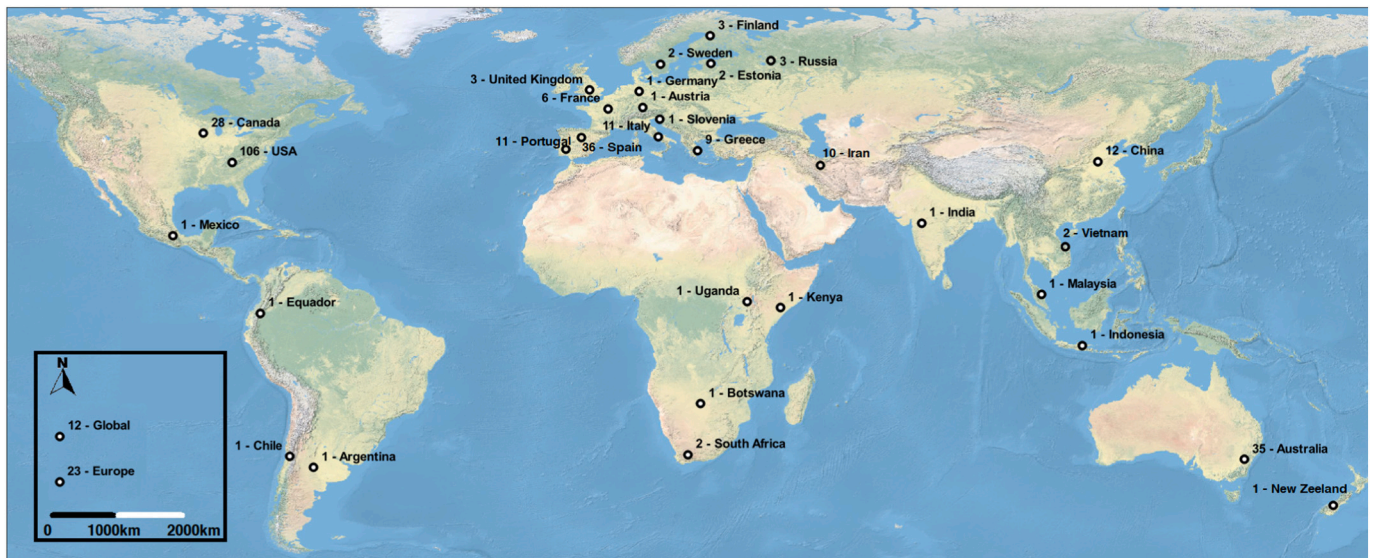 3 - Finland
2 - Sweden
3 - Russia
3 - United Kingdom
1 - Germany
2 - Estonia
6 - France
1 - Austria
28 - Canada
11 - Italy
1 - Slovenia
11 - Portugal
36 - Spain
9 - Greece
106 - USA
10 - Iran
12 - China
1 - Mexico
1 - India
2 - Vietnam
1 - Equador
1 - Uganda
1 - Kenya
1 - Malaysia
1 - Indonesia
1 - Botswana
1 - Chile
1 - Argentina
2 - South Africa
35 - Australia
1 - New Zeeland
N
12 - Global
23 - Europe
0 1000km 2000km